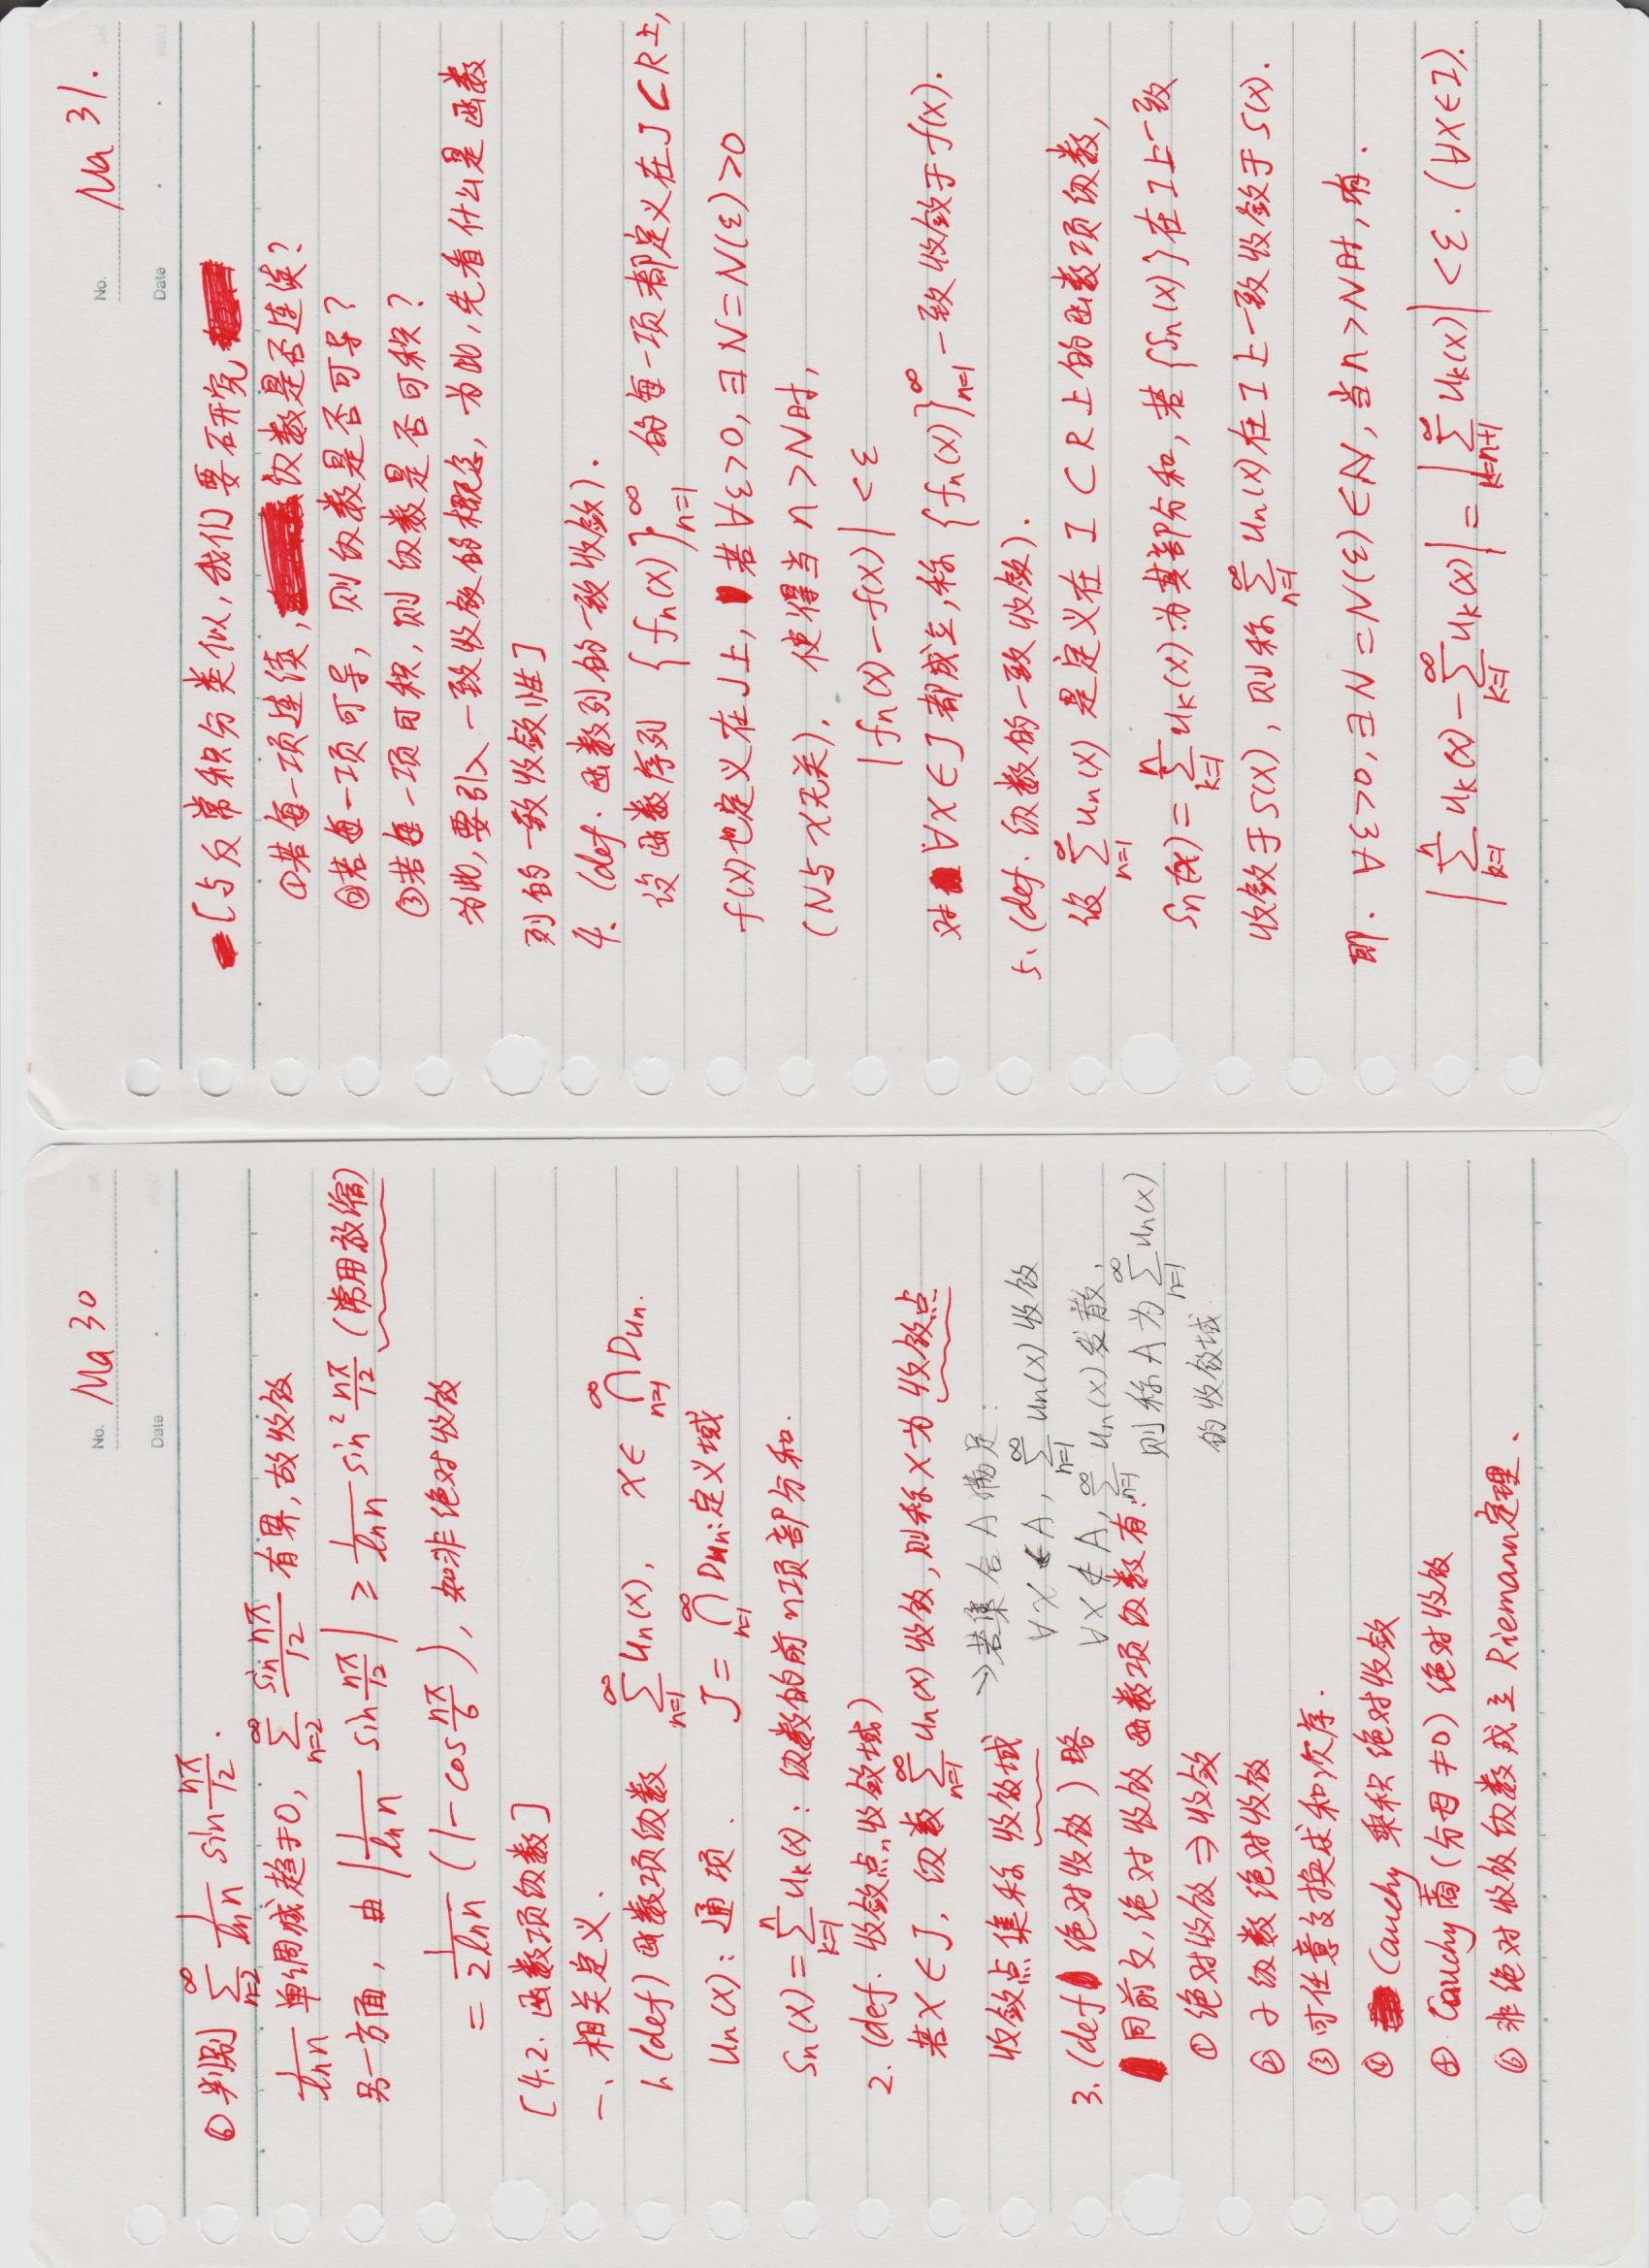 No. Ma 30
Date
⑥判别 $\sum_{n=2}^{\infty} \frac{1}{\ln n} \sin \frac{n\pi}{12}$.
$\frac{1}{\ln n}$ 单调减趋于0, $\sum_{n=2}^{\infty} \frac{\sin n\pi}{12}$ 有界,故收敛
另一方面, 由 $\left| \frac{1}{\ln n} \sin \frac{n\pi}{12} \right| \geq \frac{1}{\ln n} \sin^2 \frac{n\pi}{12}$ (常用放缩)
$= \frac{1}{2\ln n} (1 - \cos \frac{n\pi}{6})$, 知非绝对收敛
[4.2. 函数项级数]
一、相关定义.
1. (def) 函数项级数 $\sum_{n=1}^{\infty} u_n(x)$, $x \in \bigcap_{n=1}^{\infty} D_{u_n}$.
$u_n(x)$: 通项. $J = \bigcap_{n=1}^{\infty} D_{u_n}$: 定义域
$S_n(x) = \sum_{k=1}^{n} u_k(x)$: 级数的前n项部分和.
2. (def. 收敛点,收敛域)
若 $x \in J$, 级数 $\sum_{n=1}^{\infty} u_n(x)$ 收敛,则称x为收敛点
收敛点集称收敛域
→若集合A满足:
$\forall x \in A$, $\sum_{n=1}^{\infty} u_n(x)$ 收敛
$\forall x \notin A$, $\sum_{n=1}^{\infty} u_n(x)$ 发散.
则称A为 $\sum_{n=1}^{\infty} u_n(x)$
的收敛域
3. (def 绝对收敛) 略
同前文,绝对收敛函数项级数有:
①绝对收敛⇒收敛
②子级数绝对收敛
③可任意交换求和次序.
④ Cauchy 乘积绝对收敛
⑤ Cauchy商(分母≠0) 绝对收敛
⑥非绝对收敛级数成立Riemann定理.
No. Ma 31.
Date
[与反常积分类似,我们要研究
①若每一项连续, 级数是否连续?
②若每一项可导, 则级数是否可导?
③若每一项可积, 则级数是否可积?
为此,要引入一致收敛的概念, 为此,先看什么是函数
列的一致收敛性]
4. (def. 函数列的一致收敛).
设函数序列 $\{f_n(x)\}_{n=1}^{\infty}$ 的每一项都定义在 $J \subset R$ 上,
f(x)也定义在J上, 若 $\forall \varepsilon > 0$, $\exists N = N(\varepsilon) > 0$
(N与x无关), 使得当 n > N时,
$|f_n(x) - f(x)| < \varepsilon$
对 $\forall x \in J$ 都成立,称 $\{f_n(x)\}_{n=1}^{\infty}$ 一致收敛于f(x).
5. (def. 级数的一致收敛).
设 $\sum_{n=1}^{\infty} u_n(x)$ 是定义在 $I \subset R$ 上的函数项级数,
$S_n(x) = \sum_{k=1}^{n} u_k(x)$ 为其部分和, 若 $\{S_n(x)\}$ 在I上一致
收敛于S(x), 则称 $\sum_{n=1}^{\infty} u_n(x)$ 在I上一致收敛于S(x).
即. $\forall \varepsilon > 0$, $\exists N = N(\varepsilon) \in \mathbb{N}$, 当n > N时, 有.
$\left| \sum_{k=1}^{n} u_k(x) - \sum_{k=1}^{\infty} u_k(x) \right| = \left| \sum_{k=n+1}^{\infty} u_k(x) \right| < \varepsilon$. ($\forall x \in I$).